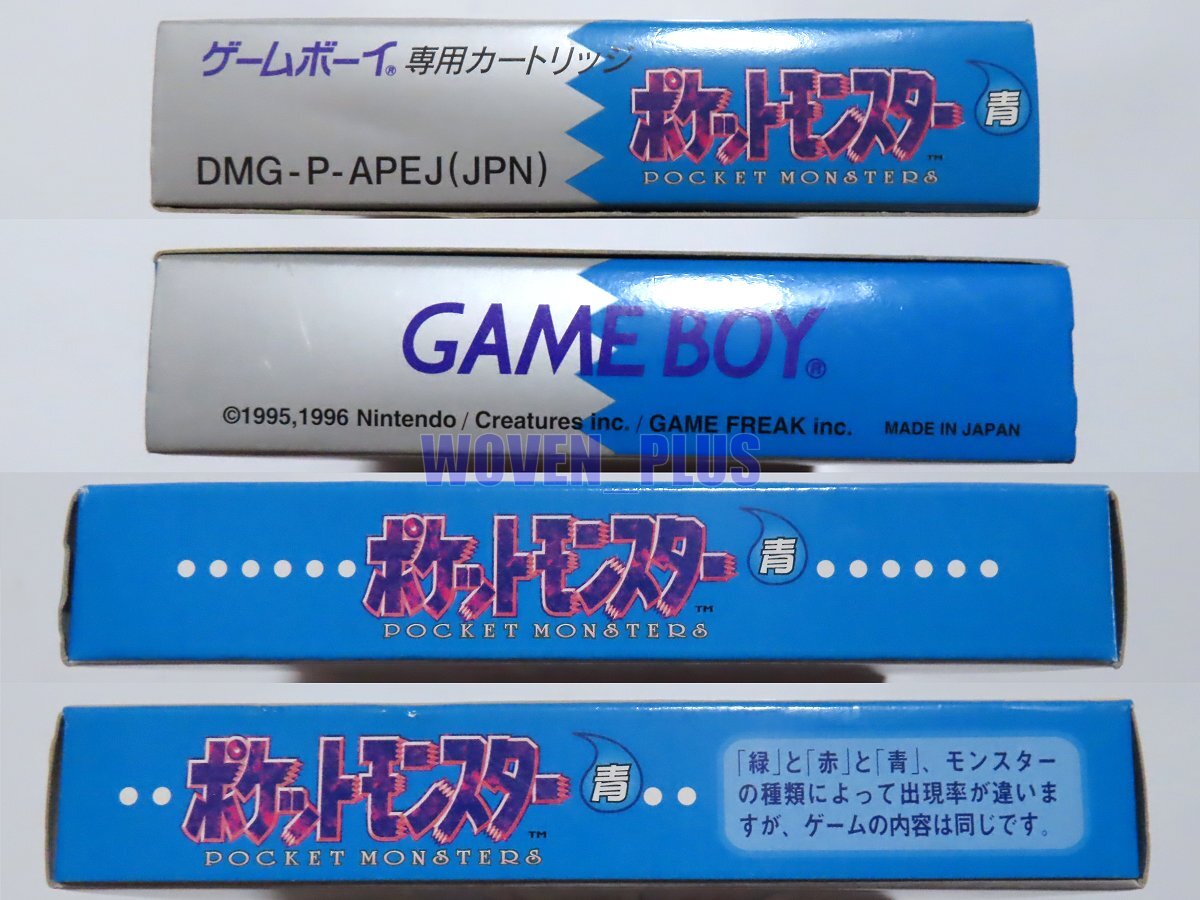 ゲームボーイ® 専用カートリッジ
DMG-P-APEJ(JPN)
ポケットモンスター 青
™
POCKET MONSTERS
GAME BOY®
©1995,1996 Nintendo / Creatures inc. / GAME FREAK inc. MADE IN JAPAN
WOVEN_PLUS
ポケットモンスター 青
™
POCKET MONSTERS
ポケットモンスター 青
™
POCKET MONSTERS
「緑」と「赤」と「青」、モンスター
の種類によって出現率が違いま
すが、ゲームの内容は同じです。